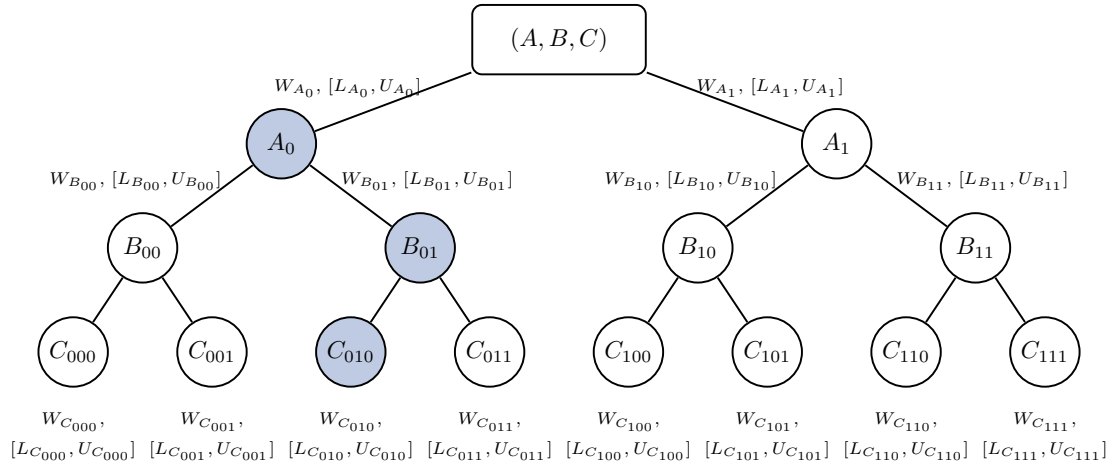 (A, B, C)
W_{A_0}, [L_{A_0}, U_{A_0}]
W_{A_1}, [L_{A_1}, U_{A_1}]
A_0
A_1
W_{B_{00}}, [L_{B_{00}}, U_{B_{00}}]
W_{B_{01}}, [L_{B_{01}}, U_{B_{01}}]
W_{B_{10}}, [L_{B_{10}}, U_{B_{10}}]
W_{B_{11}}, [L_{B_{11}}, U_{B_{11}}]
B_{00}
B_{01}
B_{10}
B_{11}
C_{000}
C_{001}
C_{010}
C_{011}
C_{100}
C_{101}
C_{110}
C_{111}
W_{C_{000}},
[L_{C_{000}}, U_{C_{000}}]
W_{C_{001}},
[L_{C_{001}}, U_{C_{001}}]
W_{C_{010}},
[L_{C_{010}}, U_{C_{010}}]
W_{C_{011}},
[L_{C_{011}}, U_{C_{011}}]
W_{C_{100}},
[L_{C_{100}}, U_{C_{100}}]
W_{C_{101}},
[L_{C_{101}}, U_{C_{101}}]
W_{C_{110}},
[L_{C_{110}}, U_{C_{110}}]
W_{C_{111}},
[L_{C_{111}}, U_{C_{111}}]